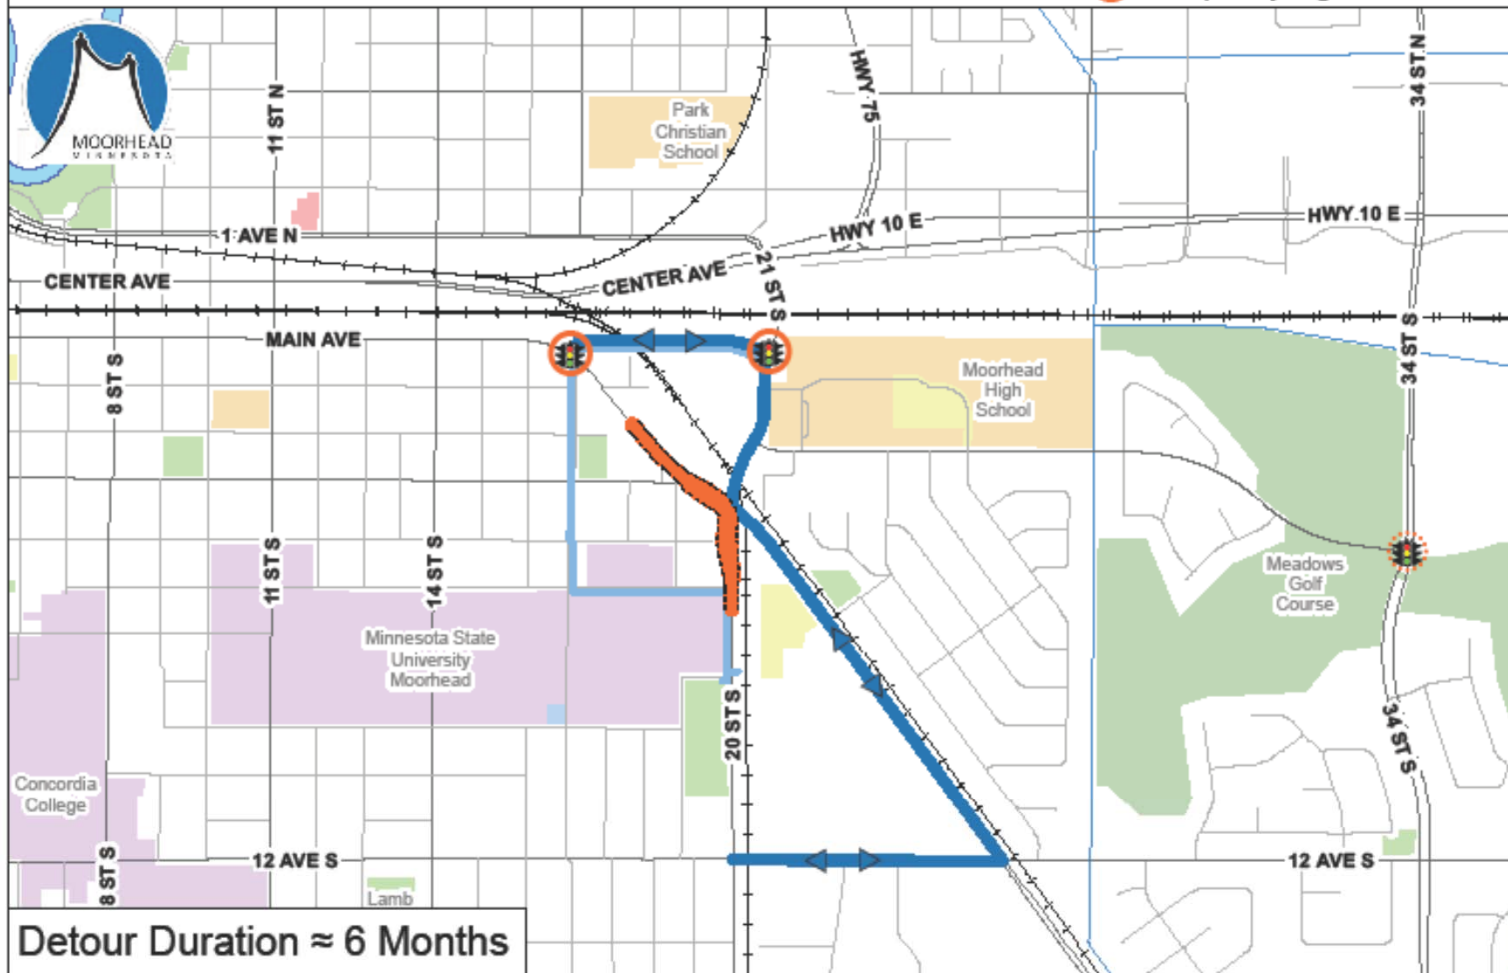 MOORHEAD
MINNESOTA
11 ST N
Park
Christian
School
HWY 75
34 ST N
1 AVE N
HWY 10 E
HWY 10 E
CENTER AVE
CENTER AVE
21 ST S
MAIN AVE
8 ST S
Moorhead
High
School
34 ST S
11 ST S
14 ST S
Meadows
Golf
Course
Minnesota State
University
Moorhead
20 ST S
34 ST S
Concordia
College
8 ST S
12 AVE S
12 AVE S
Lamb
Detour Duration ≈ 6 Months